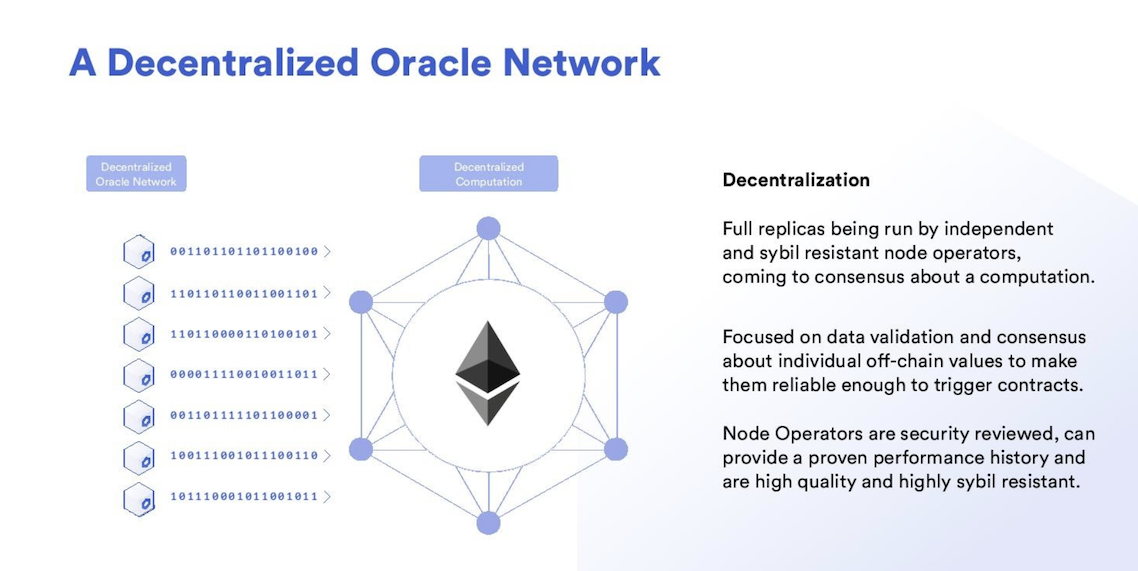 A Decentralized Oracle Network
Decentralized
Oracle Network
Decentralized
Computation
001101101101100100
110110110011001101
110110000110100101
000011110010011011
001101111101100001
100111001011100110
101110001011001011
Decentralization
Full replicas being run by independent
and sybil resistant node operators,
coming to consensus about a computation.
Focused on data validation and consensus
about individual off-chain values to make
them reliable enough to trigger contracts.
Node Operators are security reviewed, can
provide a proven performance history and
are high quality and highly sybil resistant.